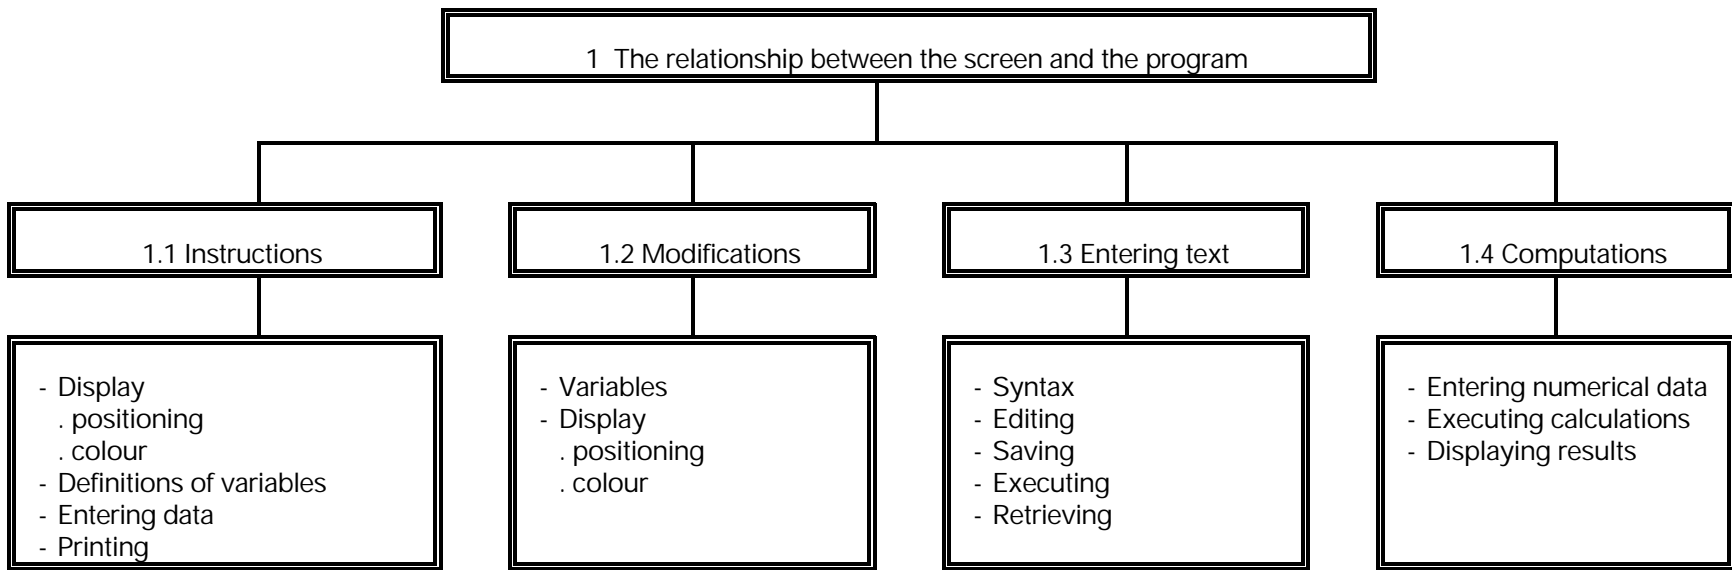 1 The relationship between the screen and the program
1.1 Instructions
1.2 Modifications
1.3 Entering text
1.4 Computations
- Display
. positioning
. colour
- Definitions of variables
- Entering data
- Printing
- Variables
- Display
. positioning
. colour
- Syntax
- Editing
- Saving
- Executing
- Retrieving
- Entering numerical data
- Executing calculations
- Displaying results